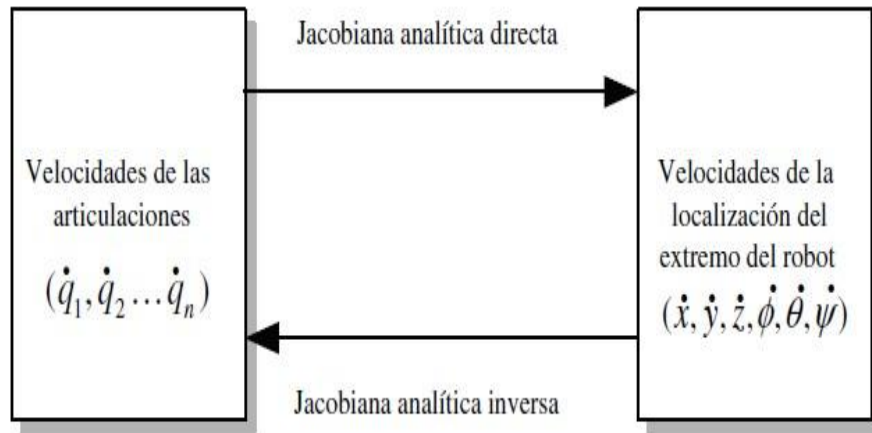 Jacobiana analítica directa
Velocidades de las
articulaciones
(q̇₁, q̇₂ ... q̇ₙ)
Velocidades de la
localización del
extremo del robot
(ẋ, ẏ, ż, ϕ̇, θ̇, ψ̇)
Jacobiana analítica inversa